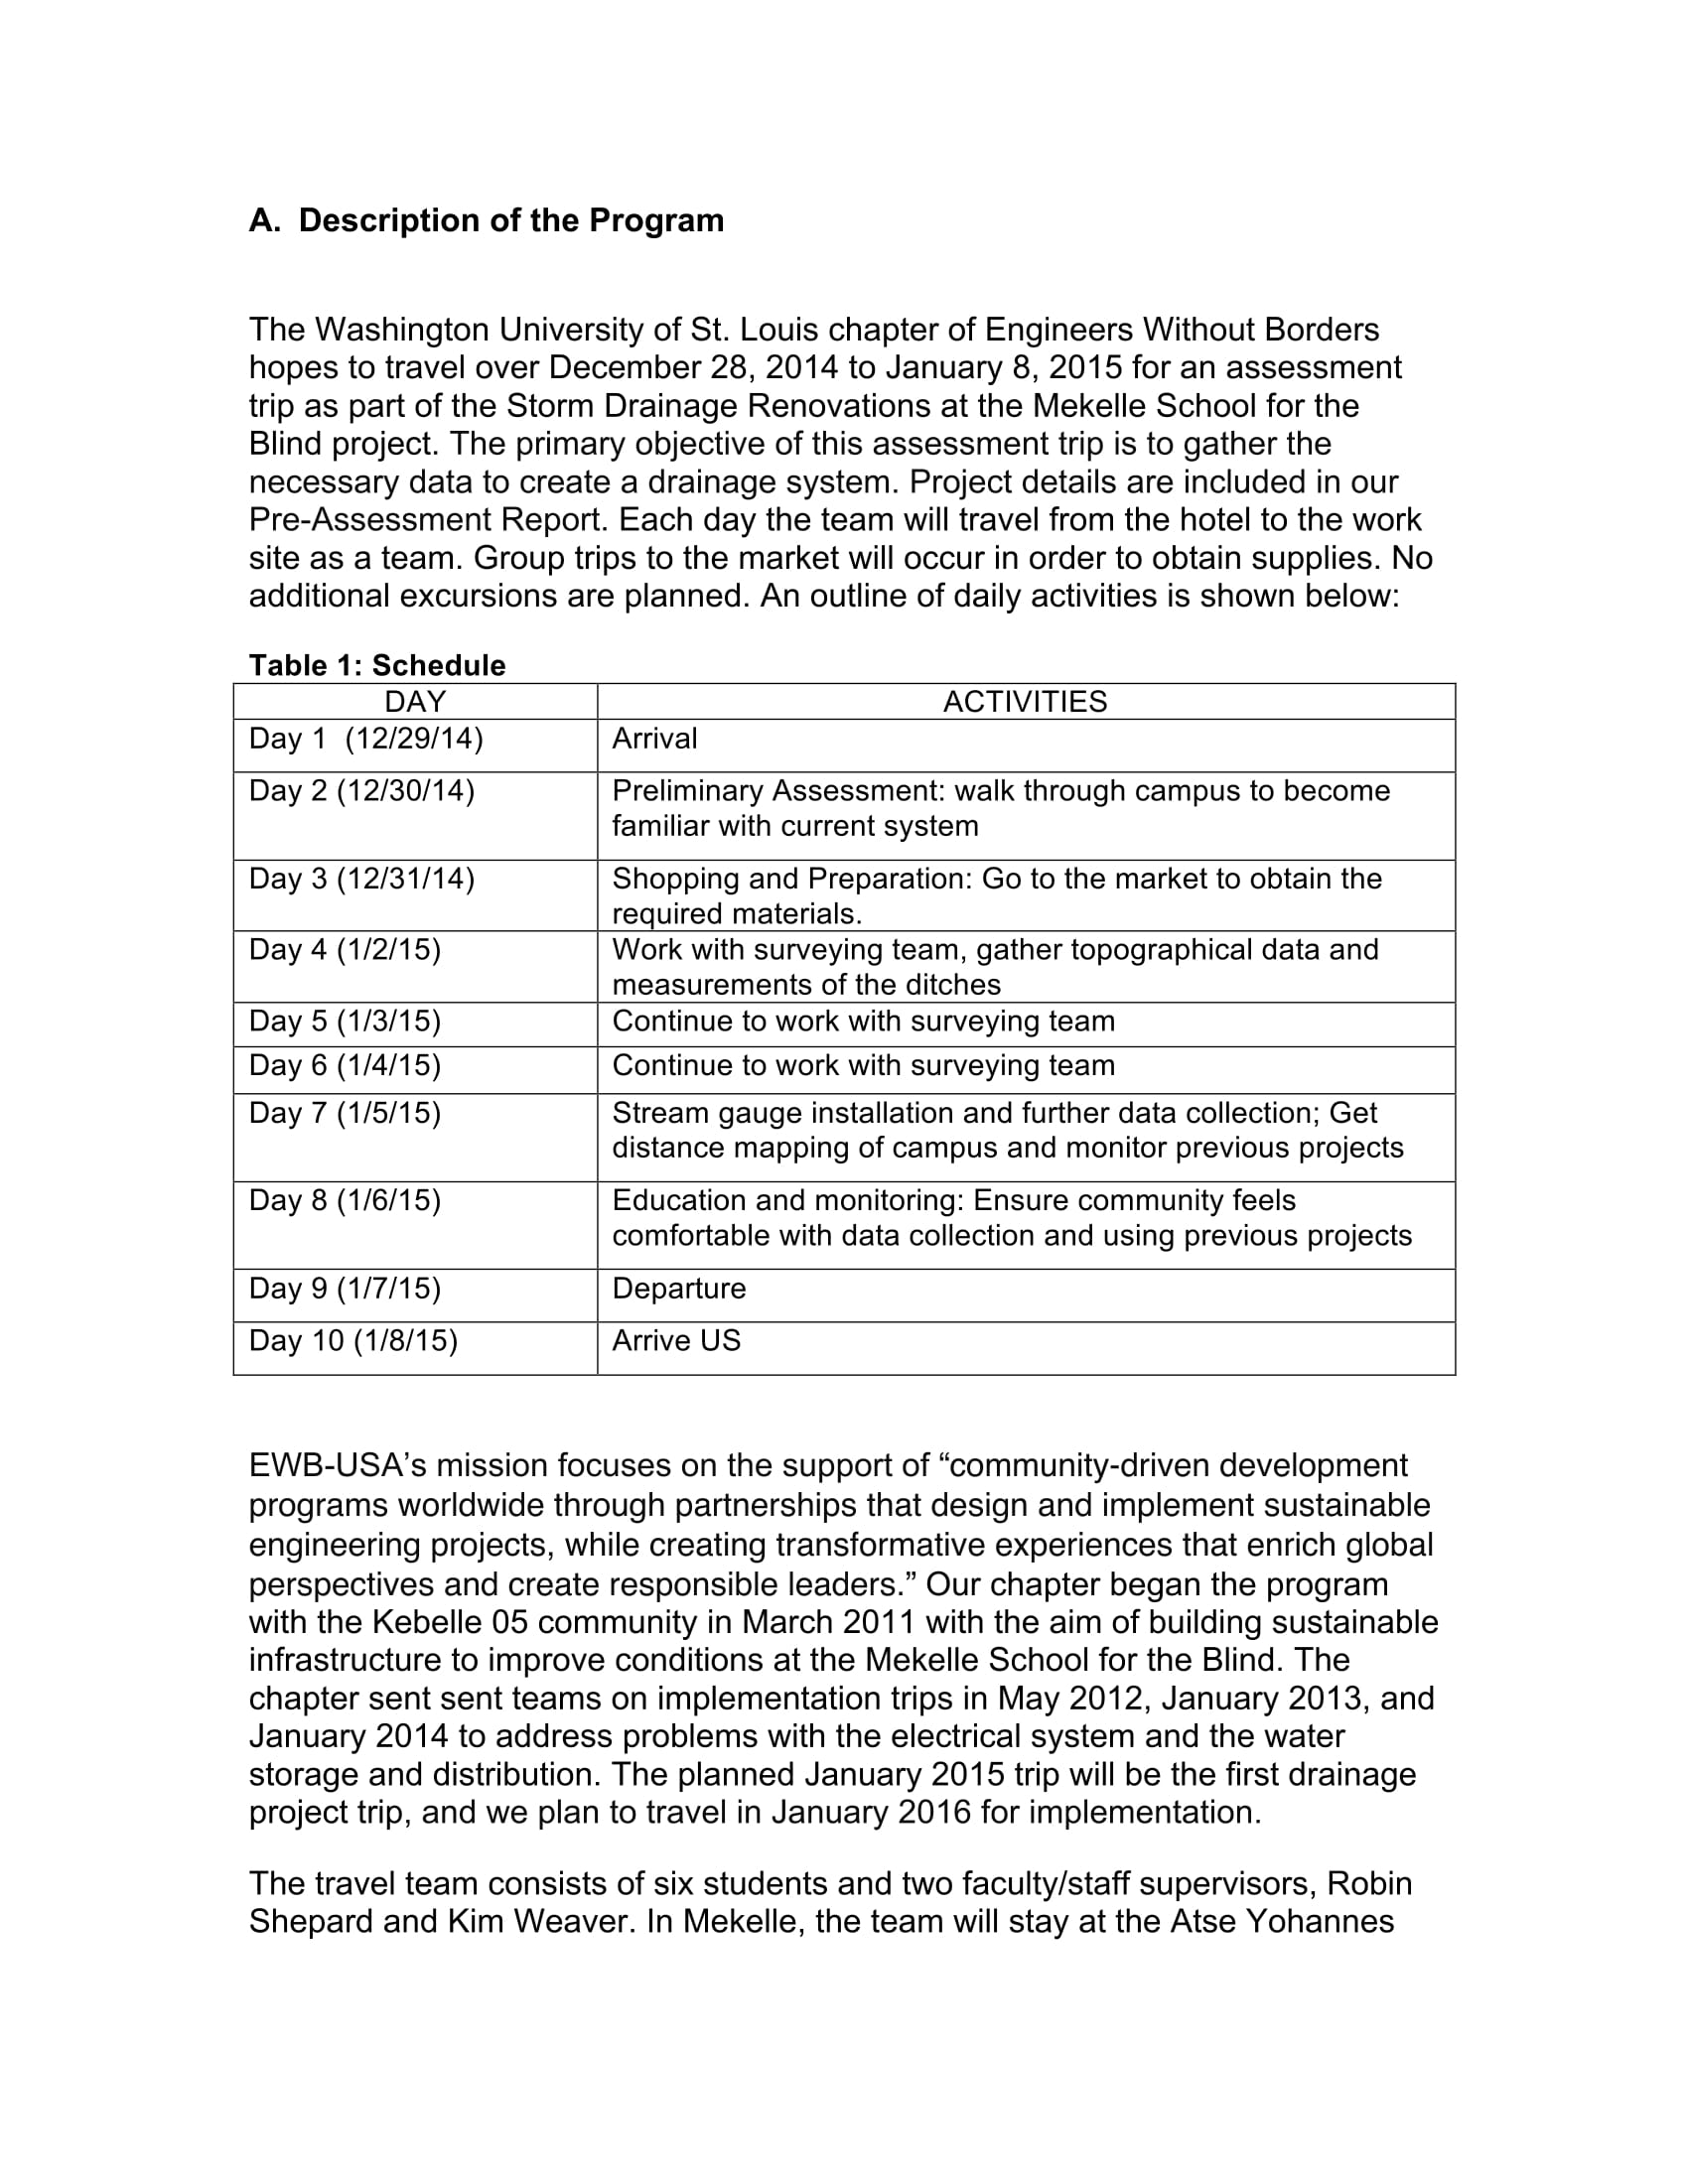 A. Description of the Program
The Washington University of St. Louis chapter of Engineers Without Borders
hopes to travel over December 28, 2014 to January 8, 2015 for an assessment
trip as part of the Storm Drainage Renovations at the Mekelle School for the
Blind project. The primary objective of this assessment trip is to gather the
necessary data to create a drainage system. Project details are included in our
Pre-Assessment Report. Each day the team will travel from the hotel to the work
site as a team. Group trips to the market will occur in order to obtain supplies. No
additional excursions are planned. An outline of daily activities is shown below:
Table 1: Schedule
DAY ACTIVITIES
Day 1 (12/29/14) Arrival
Day 2 (12/30/14) Preliminary Assessment: walk through campus to become
familiar with current system
Day 3 (12/31/14) Shopping and Preparation: Go to the market to obtain the
required materials.
Day 4 (1/2/15) Work with surveying team, gather topographical data and
measurements of the ditches
Day 5 (1/3/15) Continue to work with surveying team
Day 6 (1/4/15) Continue to work with surveying team
Day 7 (1/5/15) Stream gauge installation and further data collection; Get
distance mapping of campus and monitor previous projects
Day 8 (1/6/15) Education and monitoring: Ensure community feels
comfortable with data collection and using previous projects
Day 9 (1/7/15) Departure
Day 10 (1/8/15) Arrive US
EWB-USA’s mission focuses on the support of “community-driven development
programs worldwide through partnerships that design and implement sustainable
engineering projects, while creating transformative experiences that enrich global
perspectives and create responsible leaders.” Our chapter began the program
with the Kebelle 05 community in March 2011 with the aim of building sustainable
infrastructure to improve conditions at the Mekelle School for the Blind. The
chapter sent sent teams on implementation trips in May 2012, January 2013, and
January 2014 to address problems with the electrical system and the water
storage and distribution. The planned January 2015 trip will be the first drainage
project trip, and we plan to travel in January 2016 for implementation.
The travel team consists of six students and two faculty/staff supervisors, Robin
Shepard and Kim Weaver. In Mekelle, the team will stay at the Atse Yohannes